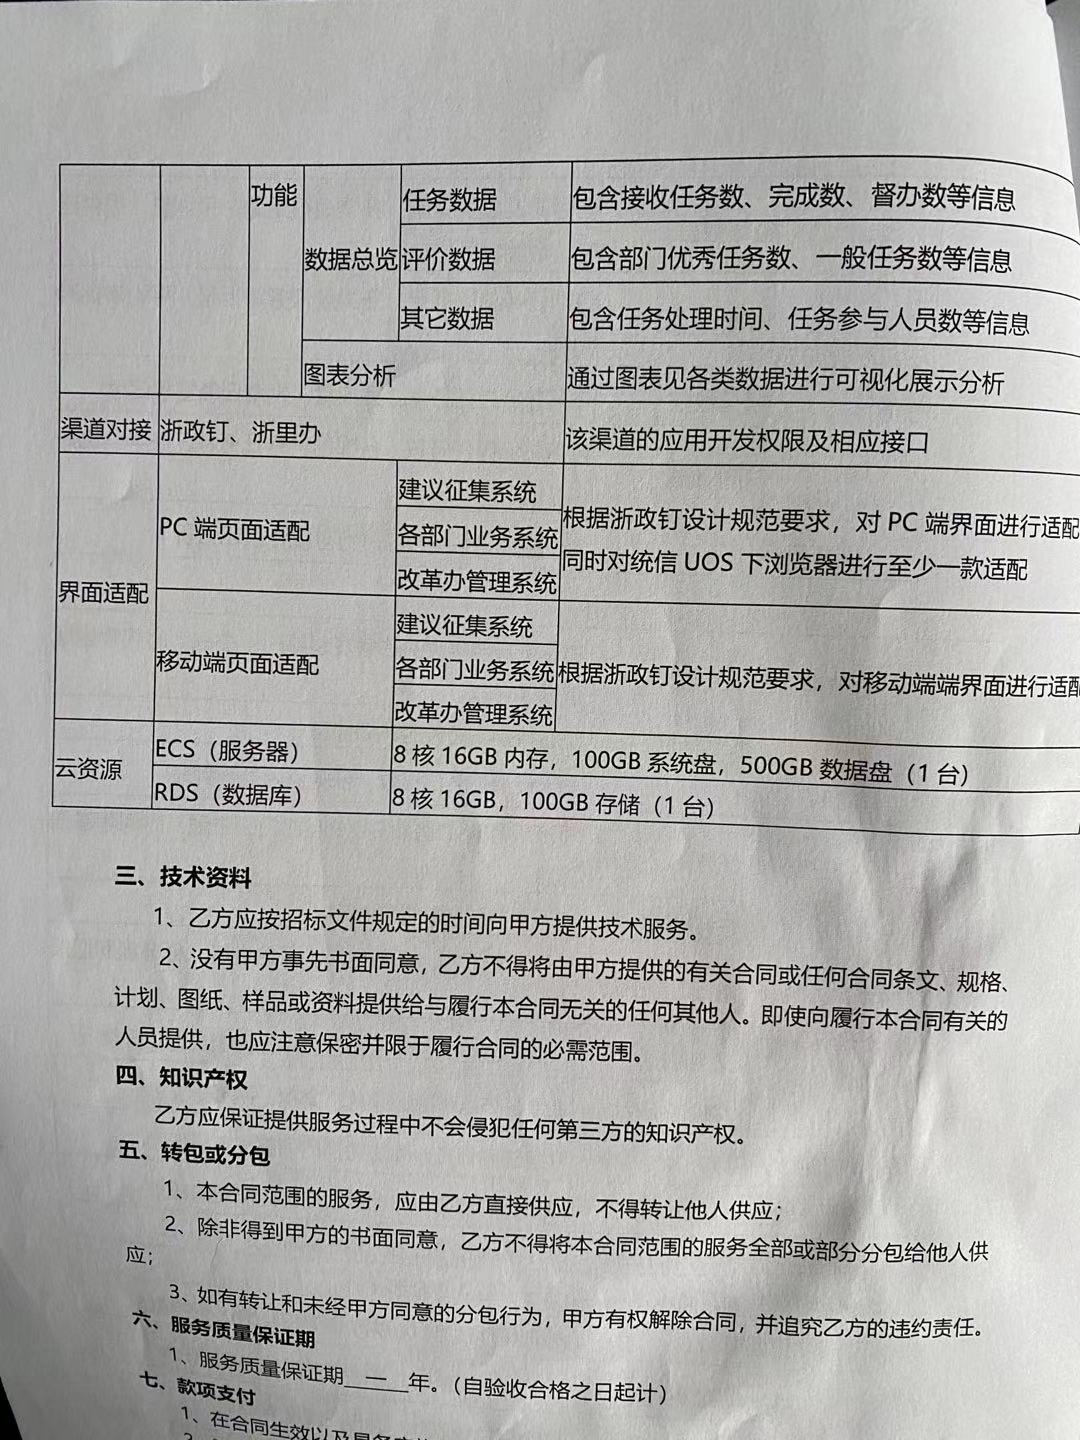 功能
任务数据
包含接收任务数、完成数、督办数等信息
数据总览
评价数据
包含部门优秀任务数、一般任务数等信息
其它数据
包含任务处理时间、任务参与人员数等信息
图表分析
通过图表见各类数据进行可视化展示分析
渠道对接
浙政钉、浙里办
该渠道的应用开发权限及相应接口
界面适配
PC 端页面适配
建议征集系统
各部门业务系统
改革办管理系统
根据浙政钉设计规范要求，对 PC 端界面进行适配
同时对统信 UOS 下浏览器进行至少一款适配
移动端页面适配
建议征集系统
各部门业务系统
改革办管理系统
根据浙政钉设计规范要求，对移动端端界面进行适配
云资源
ECS（服务器）
8 核 16GB 内存，100GB 系统盘，500GB 数据盘（1 台）
RDS（数据库）
8 核 16GB，100GB 存储（1 台）
三、技术资料
1、乙方应按招标文件规定的时间向甲方提供技术服务。
2、没有甲方事先书面同意，乙方不得将由甲方提供的有关合同或任何合同条文、规格、
计划、图纸、样品或资料提供给与履行本合同无关的任何其他人。即使向履行本合同有关的
人员提供，也应注意保密并限于履行合同的必需范围。
四、知识产权
乙方应保证提供服务过程中不会侵犯任何第三方的知识产权。
五、转包或分包
1、本合同范围的服务，应由乙方直接供应，不得转让他人供应；
2、除非得到甲方的书面同意，乙方不得将本合同范围的服务全部或部分分包给他人供
应；
3、如有转让和未经甲方同意的分包行为，甲方有权解除合同，并追究乙方的违约责任。
六、服务质量保证期
1、服务质量保证期__一__年。（自验收合格之日起计）
七、款项支付
1、在合同生效以及具备